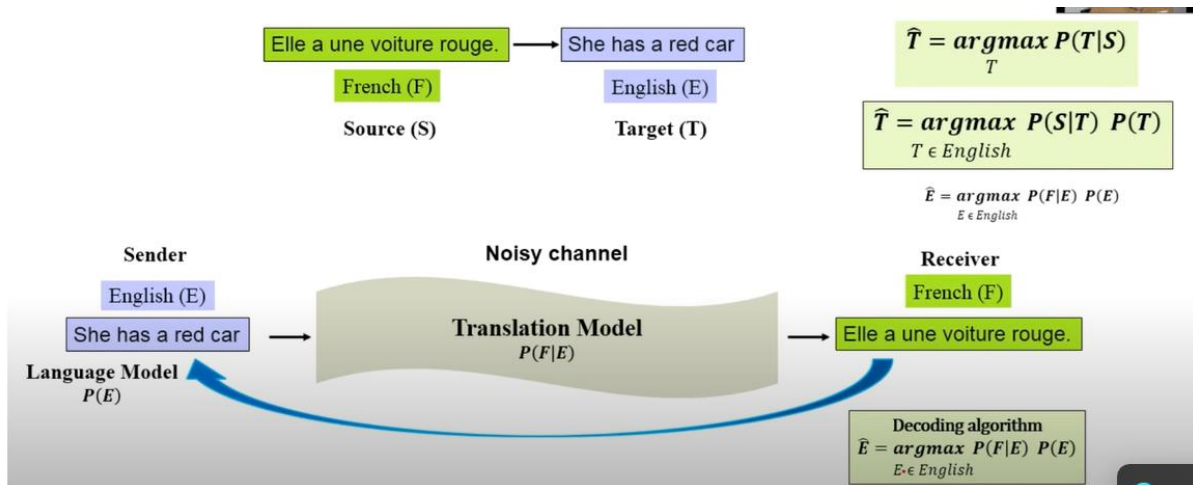 Elle a une voiture rouge.
She has a red car
French (F)
English (E)
Source (S)
Target (T)
T̂ = argmax P(T|S)
T
T̂ = argmax P(S|T) P(T)
T ϵ English
Ê = argmax P(F|E) P(E)
E ϵ English
Sender
Noisy channel
Receiver
English (E)
French (F)
She has a red car
Translation Model
P(F|E)
Elle a une voiture rouge.
Language Model
P(E)
Decoding algorithm
Ê = argmax P(F|E) P(E)
E ϵ English